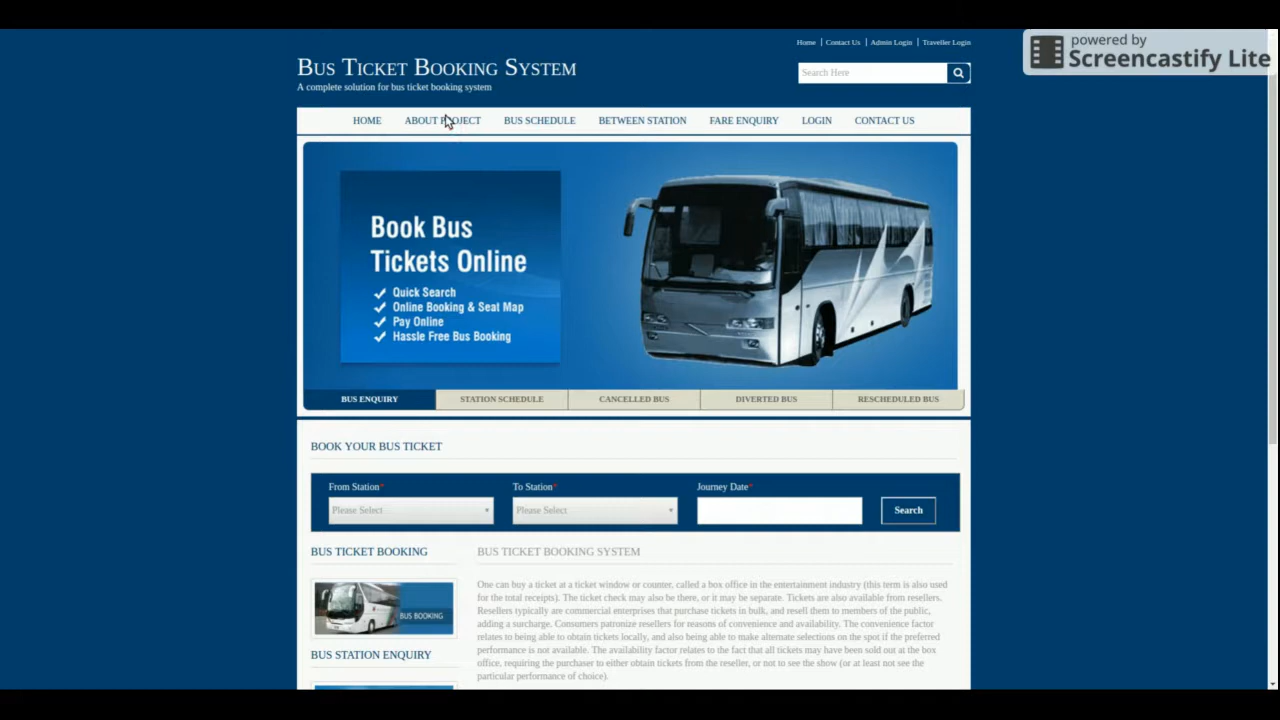 Home | Contact Us | Admin Login | Traveller Login
powered by
Screencastify Lite
BUS TICKET BOOKING SYSTEM
A complete solution for bus ticket booking system
Search Here
HOME ABOUT PROJECT BUS SCHEDULE BETWEEN STATION FARE ENQUIRY LOGIN CONTACT US
Book Bus
Tickets Online
Quick Search
Online Booking & Seat Map
Pay Online
Hassle Free Bus Booking
BUS ENQUIRY STATION SCHEDULE CANCELLED BUS DIVERTED BUS RESCHEDULED BUS
BOOK YOUR BUS TICKET
From Station* To Station* Journey Date*
Please Select Please Select Search
BUS TICKET BOOKING
BUS BOOKING
BUS STATION ENQUIRY
BUS TICKET BOOKING SYSTEM
One can buy a ticket at a ticket window or counter, called a box office in the entertainment industry (this term is also used
for the total receipts). The ticket check may also be there, or it may be separate. Tickets are also available from resellers.
Resellers typically are commercial enterprises that purchase tickets in bulk, and resell them to members of the public,
adding a surcharge. Consumers patronize resellers for reasons of convenience and availability. The convenience factor
relates to being able to obtain tickets locally, and also being able to make alternate selections on the spot if the preferred
performance is not available. The availability factor relates to the fact that all tickets may have been sold out at the box
office, requiring the purchaser to either obtain tickets from the reseller, or not to see the show (or at least not see the
particular performance of choice).